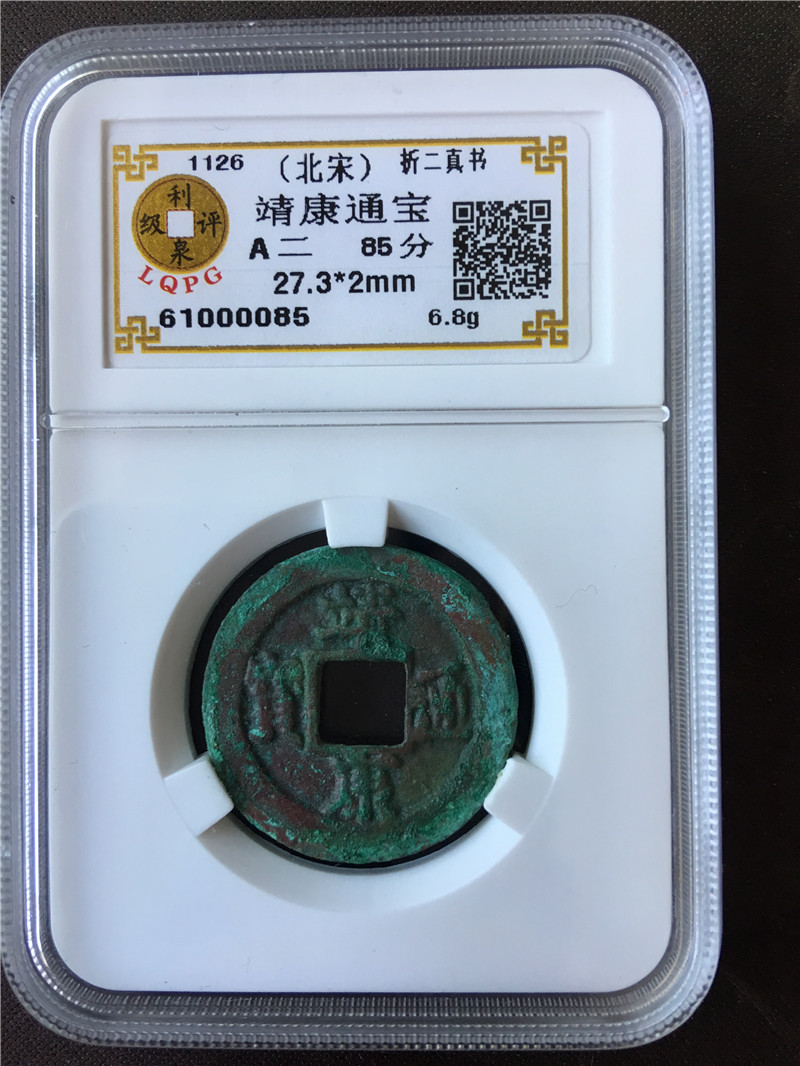 1126 （北宋） 折二真书
利
级 评
泉
LQPG
靖康通宝
A二 85分
27.3*2mm
61000085 6.8g
靖
寳 通
康